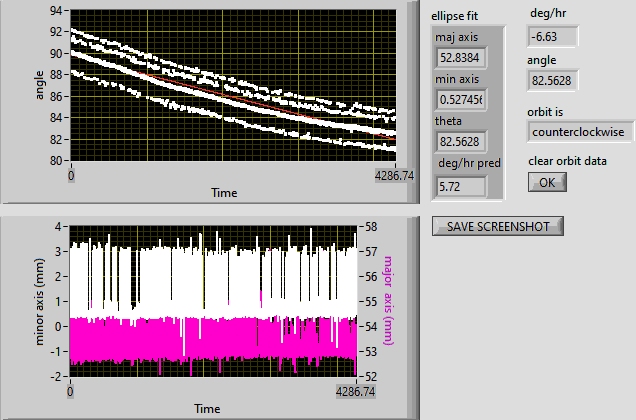 94
92
90
88
86
84
82
80
angle
0
4286.74
Time
ellipse fit
maj axis
52.8384
min axis
0.52745
theta
82.5628
deg/hr pred
5.72
deg/hr
-6.63
angle
82.5628
orbit is
counterclockwise
clear orbit data
OK
SAVE SCREENSHOT
4
3
2
1
0
-1
-2
minor axis (mm)
58
57
56
55
54
53
52
major axis (mm)
0
4286.74
Time